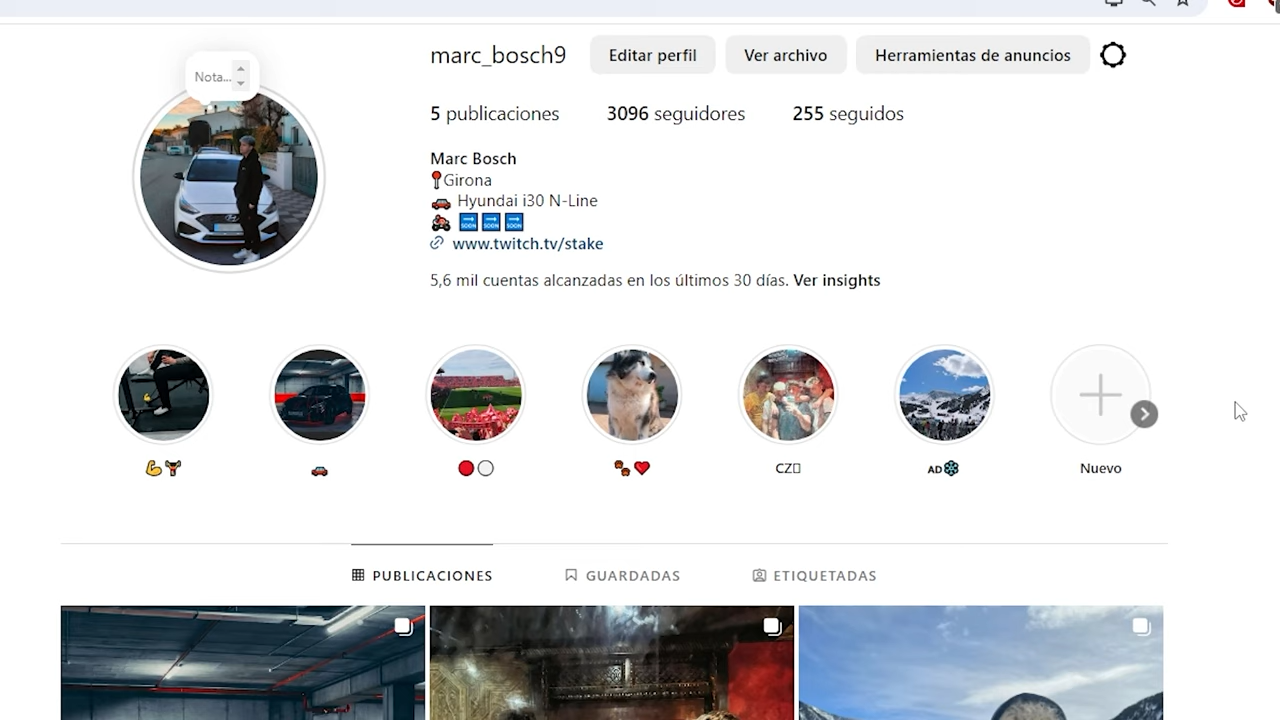 marc_bosch9 Editar perfil Ver archivo Herramientas de anuncios
Nota...
5 publicaciones 3096 seguidores 255 seguidos
Marc Bosch
📍Girona
🚗 Hyundai i30 N-Line
🏍️ 🔜🔜🔜
www.twitch.tv/stake
5,6 mil cuentas alcanzadas en los últimos 30 días. Ver insights
💪🏋️ 🚗 🔴⚪ 🐾❤️ CZ AD❄️ Nuevo
PUBLICACIONES GUARDADAS ETIQUETADAS